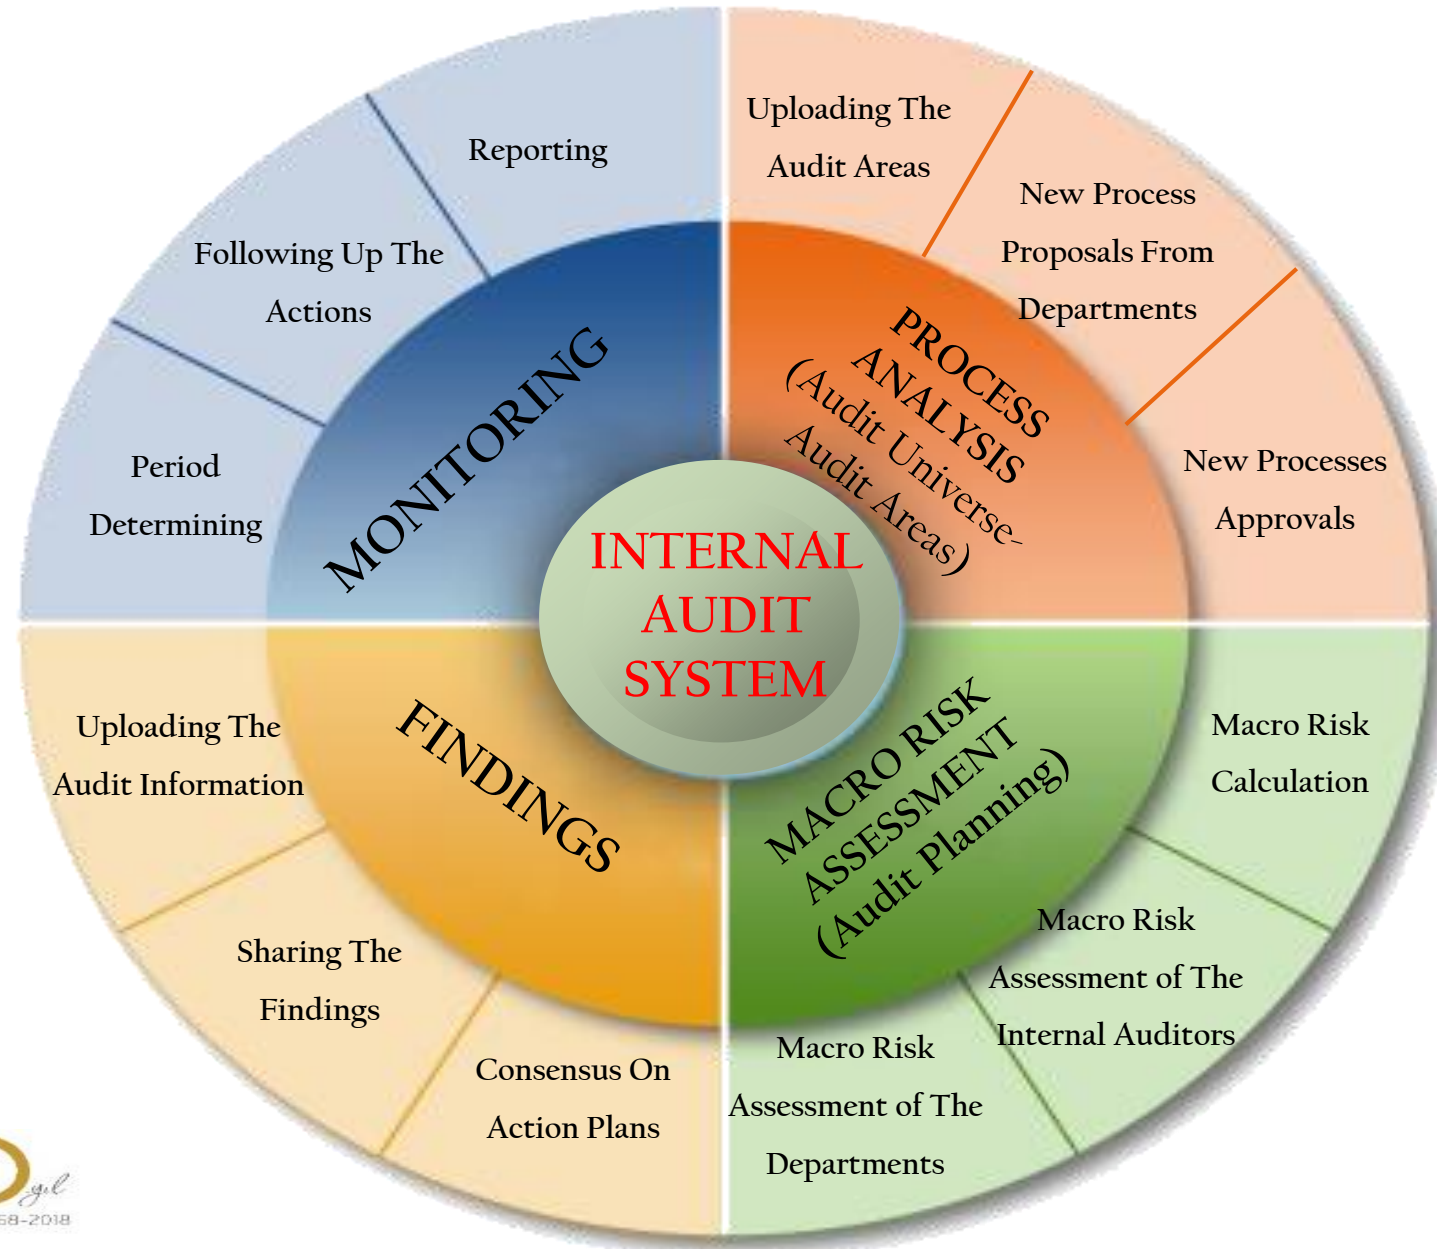 Reporting
Following Up The
Actions
Period
Determining
MONITORING
Uploading The
Audit Areas
New Process
Proposals From
Departments
New Processes
Approvals
PROCESS
ANALYSIS
(Audit Universe-
Audit Areas)
INTERNAL
AUDIT
SYSTEM
Uploading The
Audit Information
Sharing The
Findings
Consensus On
Action Plans
FINDINGS
MACRO RISK
ASSESSMENT
(Audit Planning)
Macro Risk
Calculation
Macro Risk
Assessment of The
Internal Auditors
Macro Risk
Assessment of The
Departments
.yıl
68-2018